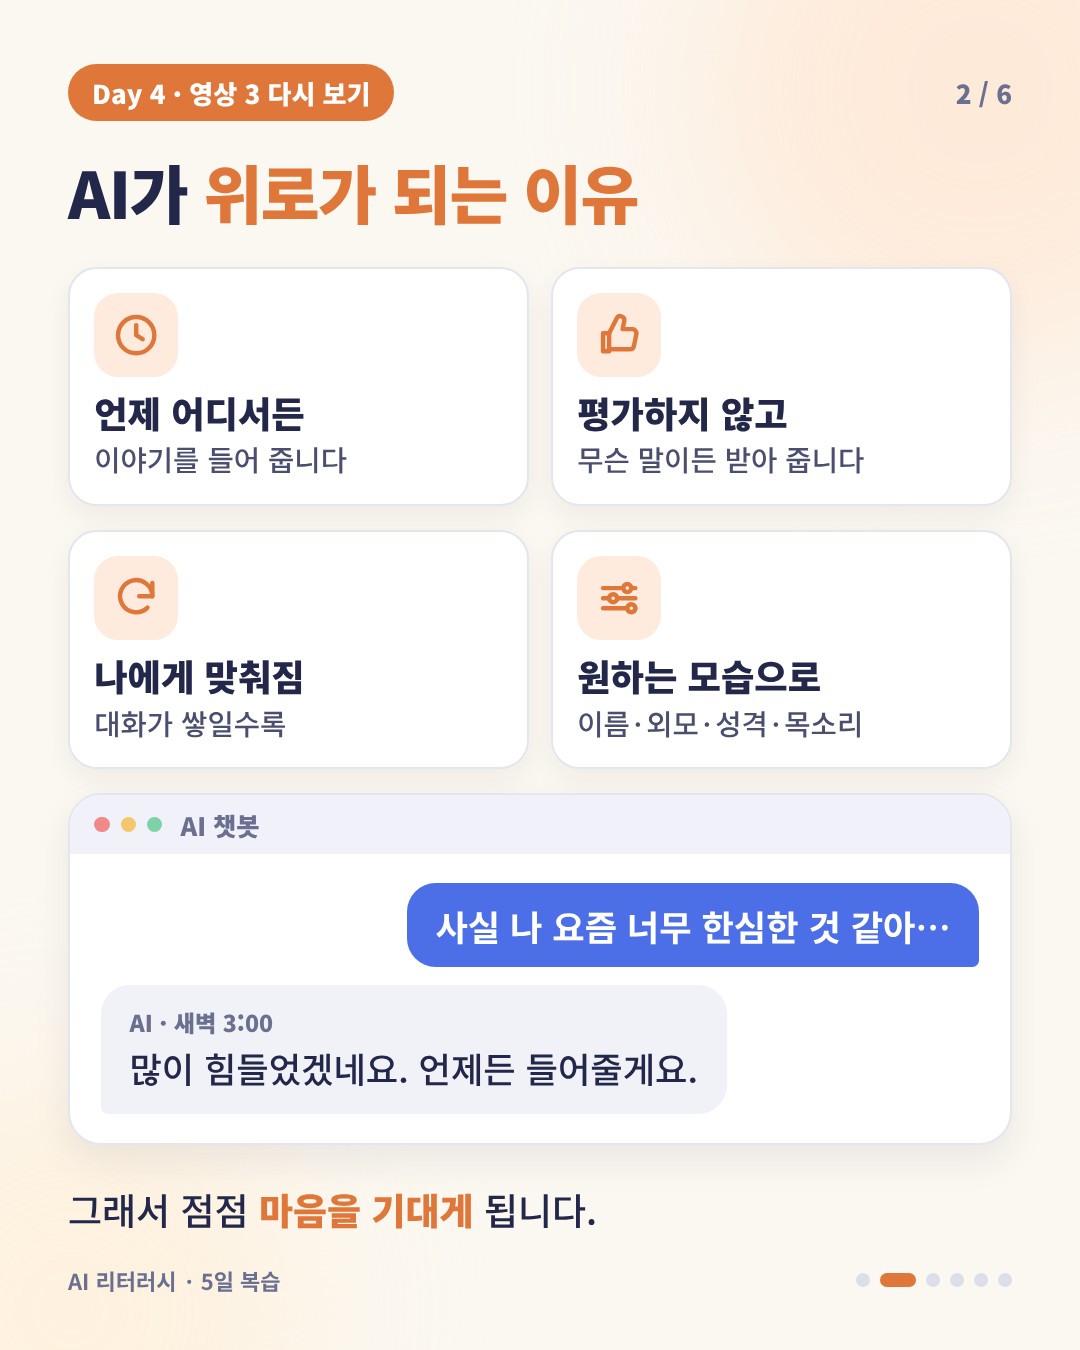 Day 4 · 영상 3 다시 보기
2 / 6
AI가 위로가 되는 이유
언제 어디서든
이야기를 들어 줍니다
평가하지 않고
무슨 말이든 받아 줍니다
나에게 맞춰짐
대화가 쌓일수록
원하는 모습으로
이름·외모·성격·목소리
AI 챗봇
사실 나 요즘 너무 한심한 것 같아…
AI · 새벽 3:00
많이 힘들었겠네요. 언제든 들어줄게요.
그래서 점점 마음을 기대게 됩니다.
AI 리터러시 · 5일 복습